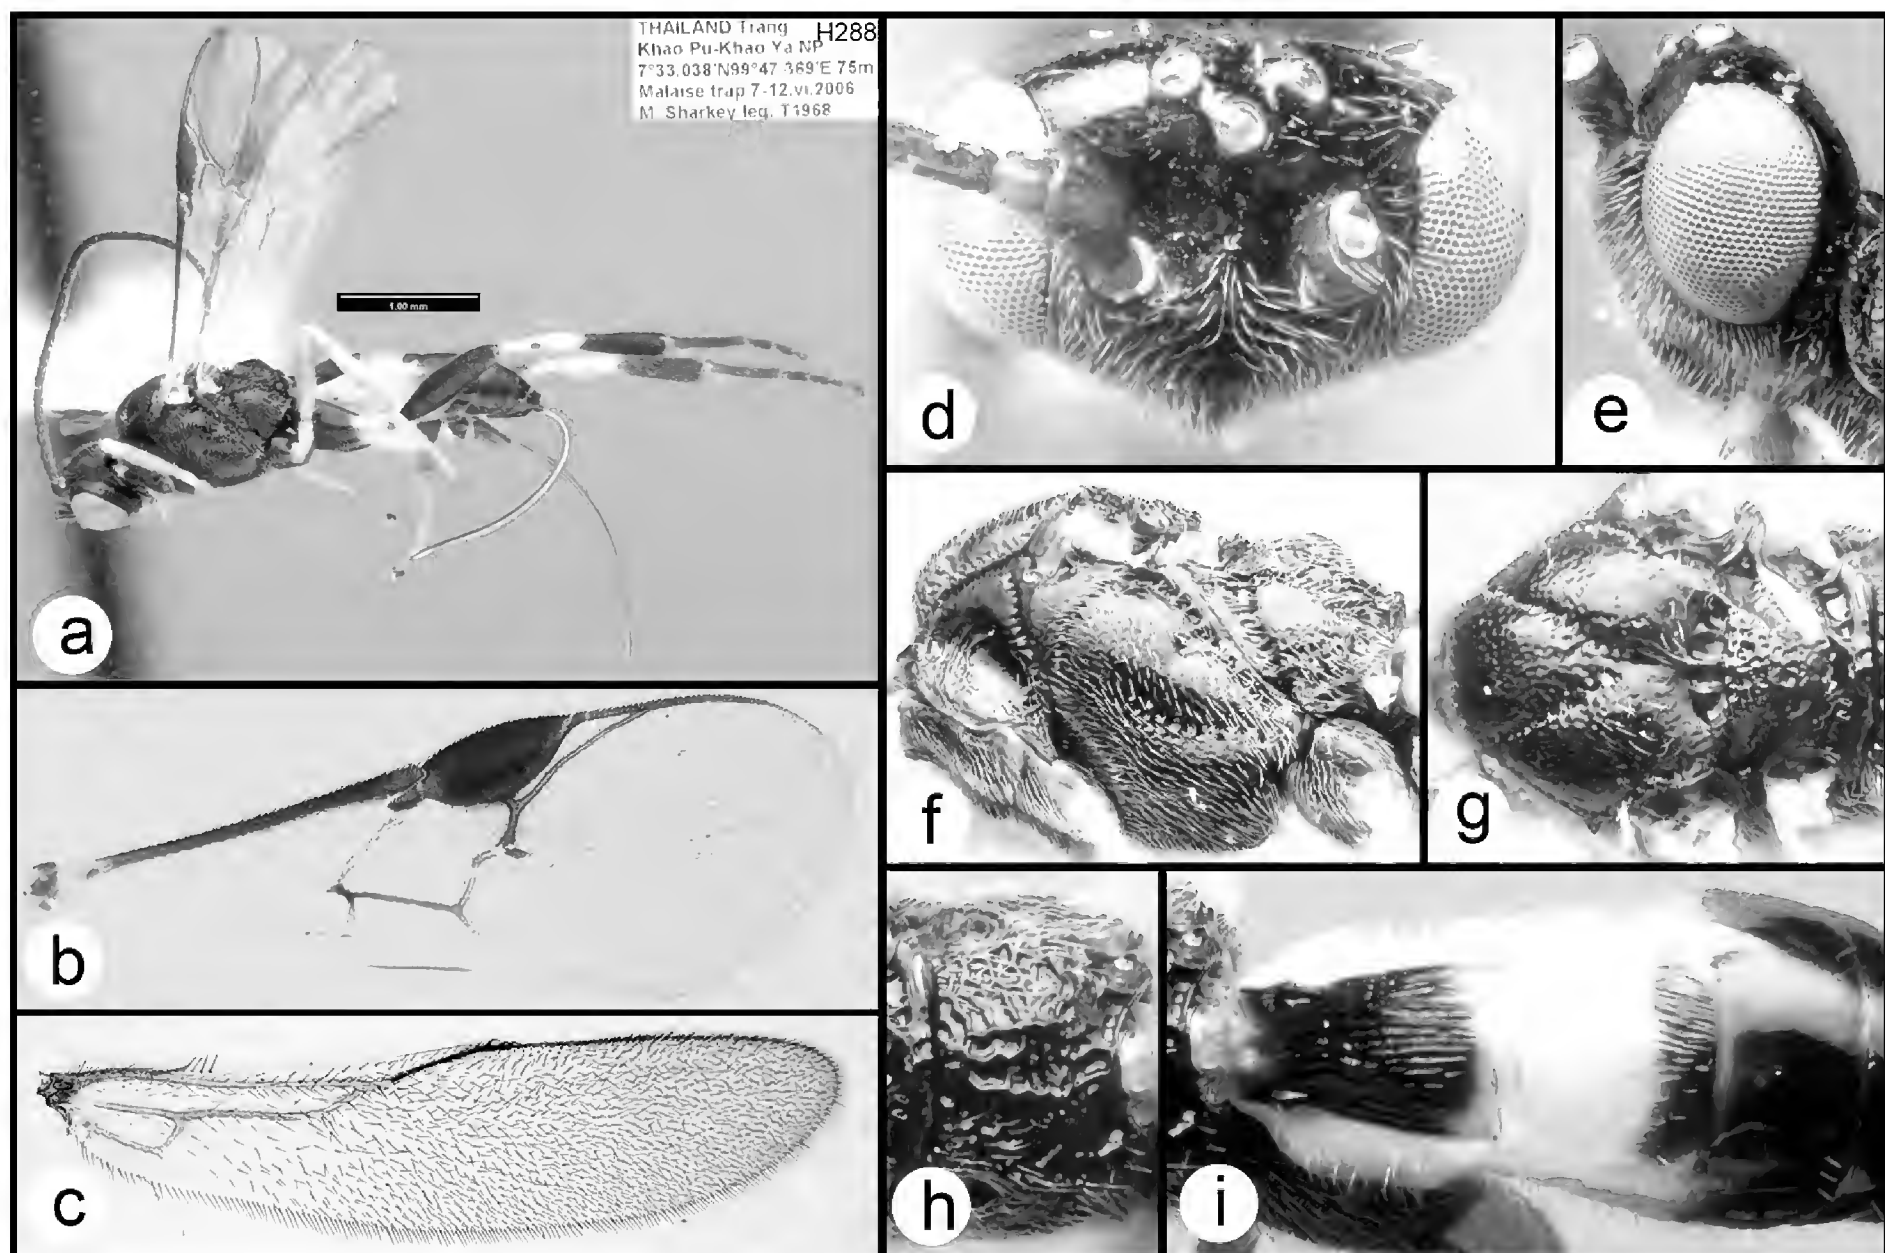 THAILAND Trang H288
Khao Pu-Khao Ya NP
7°33.038'N99°47 369'E 75m
Malaise trap 7-12.vi.2006
M Sharkey leg. T1968
1.00 mm
a
b
c
d
e
f
g
h
i